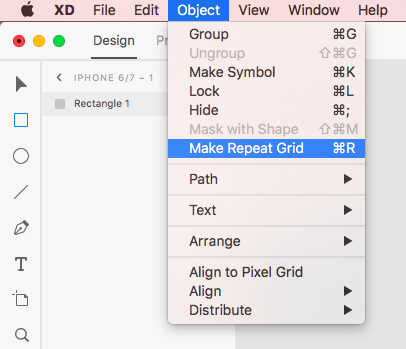 XD File Edit Object View Window Help
Design Pr
IPHONE 6/7 – 1
Rectangle 1
Group ⌘G
Ungroup ⇧⌘G
Make Symbol ⌘K
Lock ⌘L
Hide ⌘;
Mask with Shape ⇧⌘M
Make Repeat Grid ⌘R
Path
Text
Arrange
Align to Pixel Grid
Align
Distribute
T